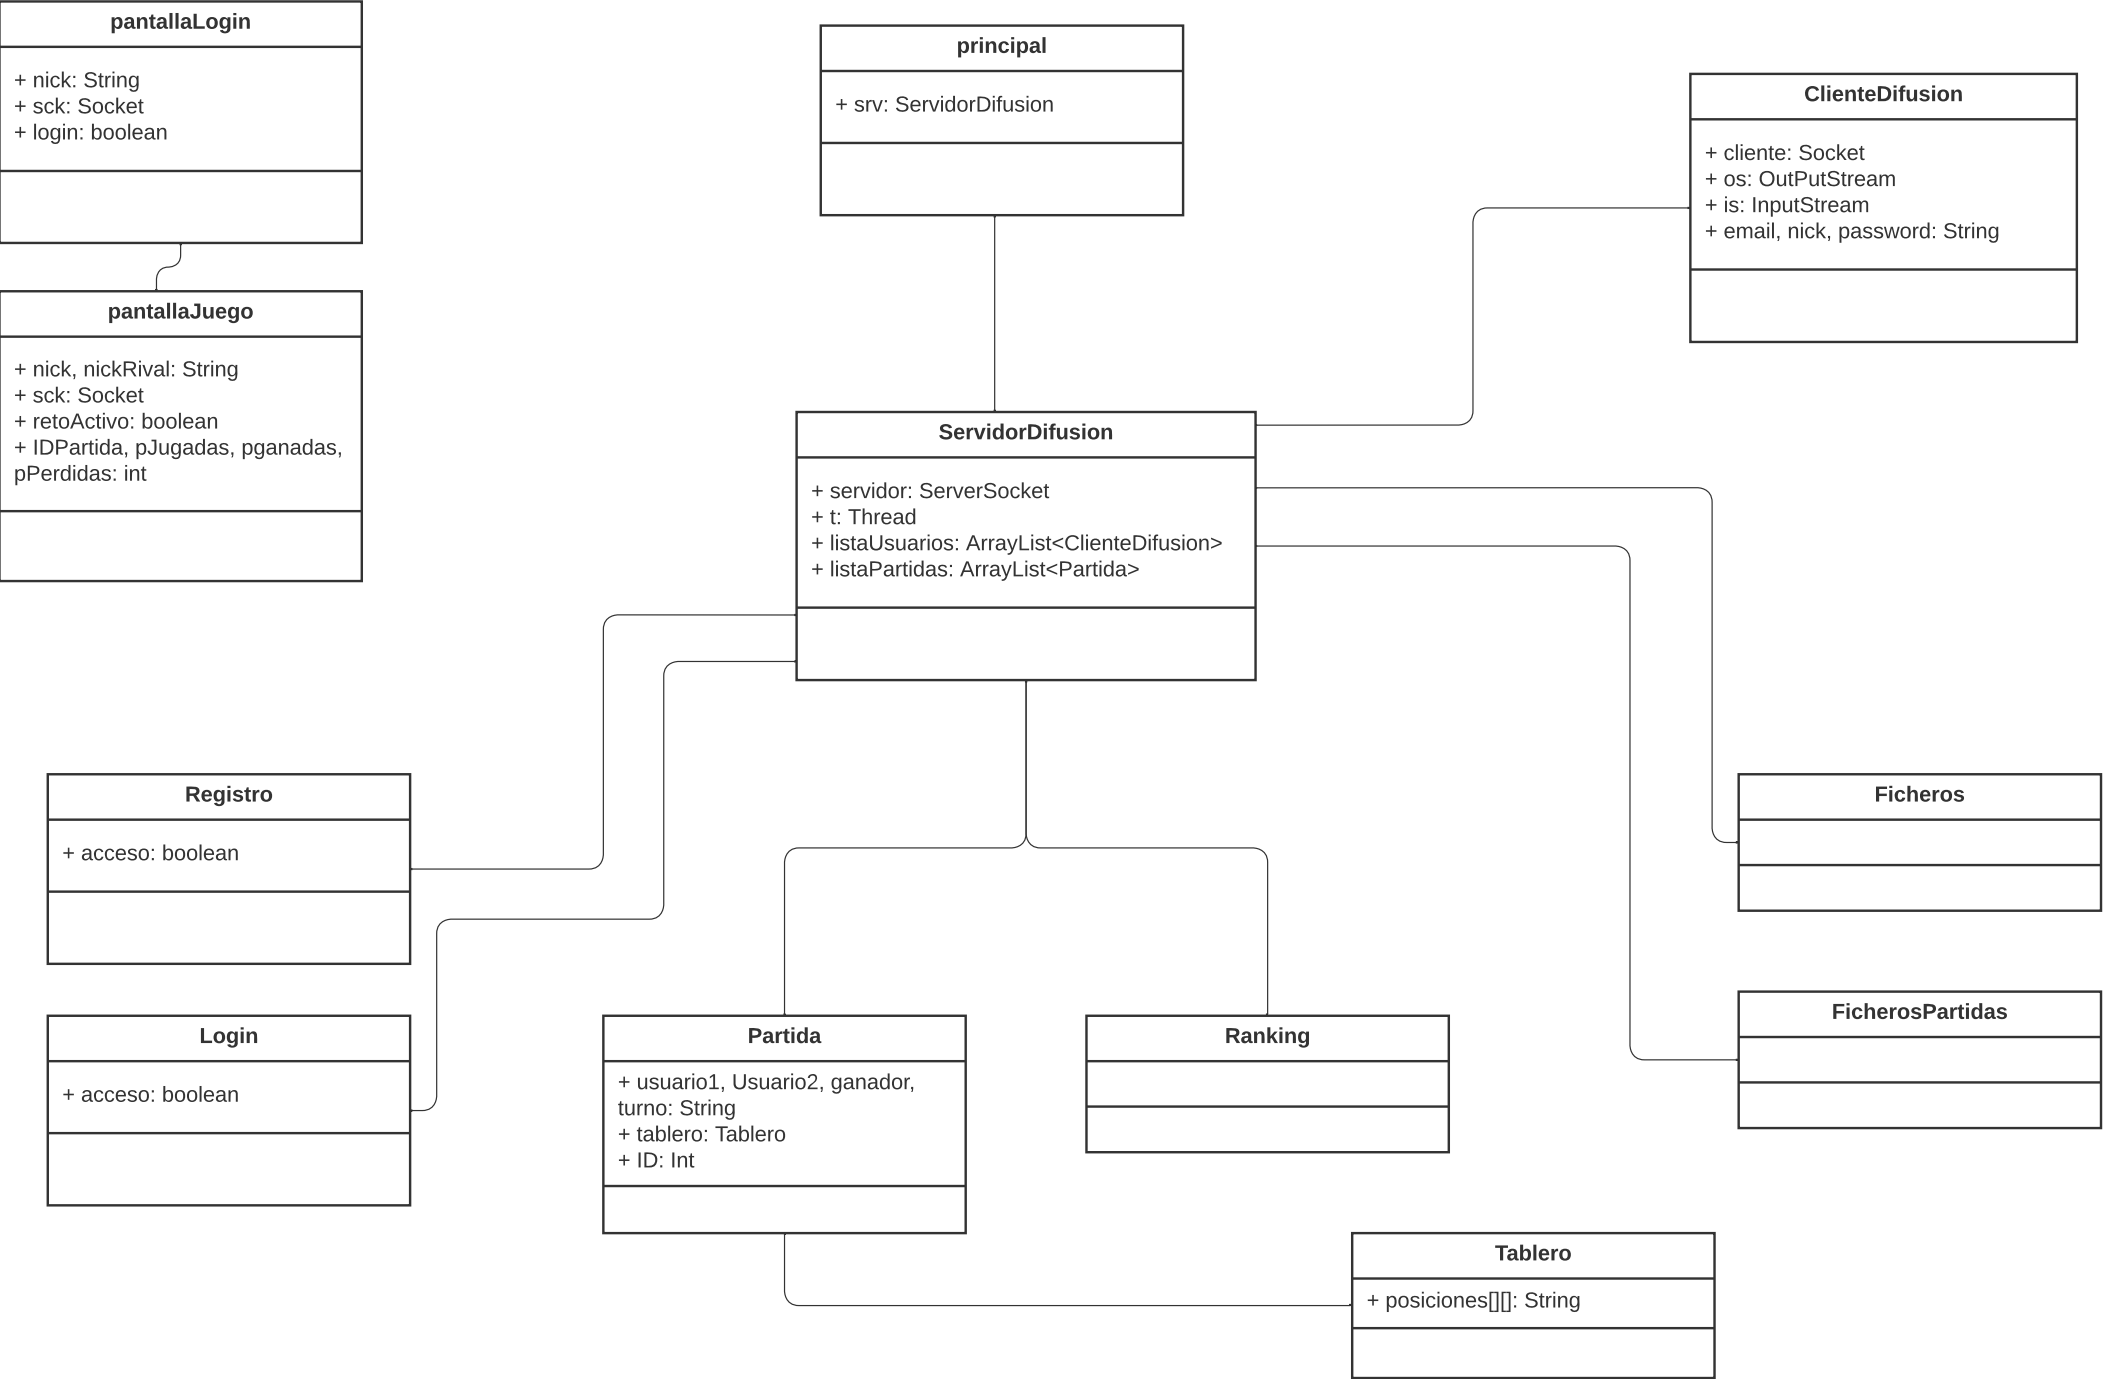 pantallaLogin
+ nick: String
+ sck: Socket
+ login: boolean
principal
+ srv: ServidorDifusion
ClienteDifusion
+ cliente: Socket
+ os: OutPutStream
+ is: InputStream
+ email, nick, password: String
pantallaJuego
+ nick, nickRival: String
+ sck: Socket
+ retoActivo: boolean
+ IDPartida, pJugadas, pganadas,
pPerdidas: int
ServidorDifusion
+ servidor: ServerSocket
+ t: Thread
+ listaUsuarios: ArrayList<ClienteDifusion>
+ listaPartidas: ArrayList<Partida>
Registro
+ acceso: boolean
Ficheros
Login
+ acceso: boolean
Partida
+ usuario1, Usuario2, ganador,
turno: String
+ tablero: Tablero
+ ID: Int
Ranking
FicherosPartidas
Tablero
+ posiciones[][]: String